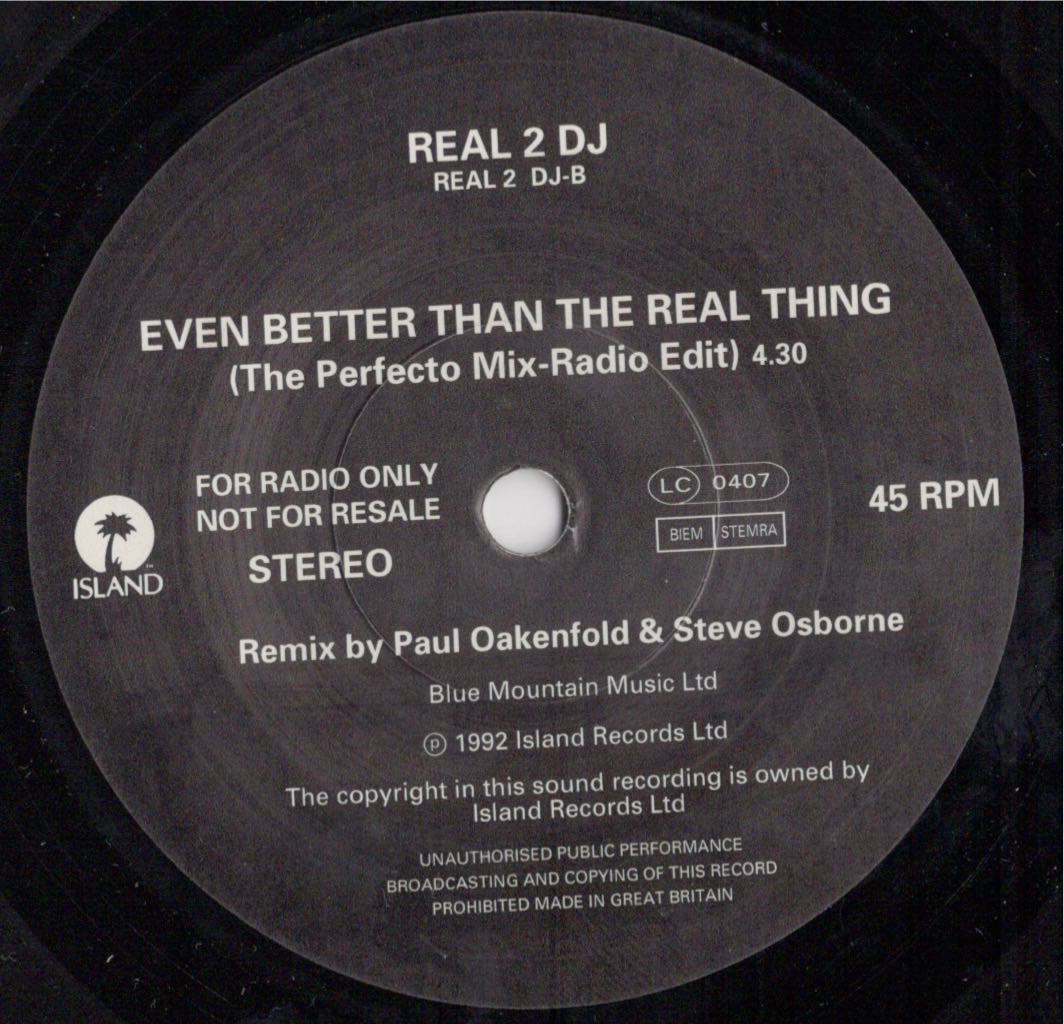 REAL 2 DJ
REAL 2 DJ-B
EVEN BETTER THAN THE REAL THING
(The Perfecto Mix-Radio Edit) 4.30
FOR RADIO ONLY
NOT FOR RESALE
STEREO
ISLAND
TM
LC 0407
BIEM STEMRA
45 RPM
Remix by Paul Oakenfold & Steve Osborne
Blue Mountain Music Ltd
℗ 1992 Island Records Ltd
The copyright in this sound recording is owned by
Island Records Ltd
UNAUTHORISED PUBLIC PERFORMANCE
BROADCASTING AND COPYING OF THIS RECORD
PROHIBITED MADE IN GREAT BRITAIN